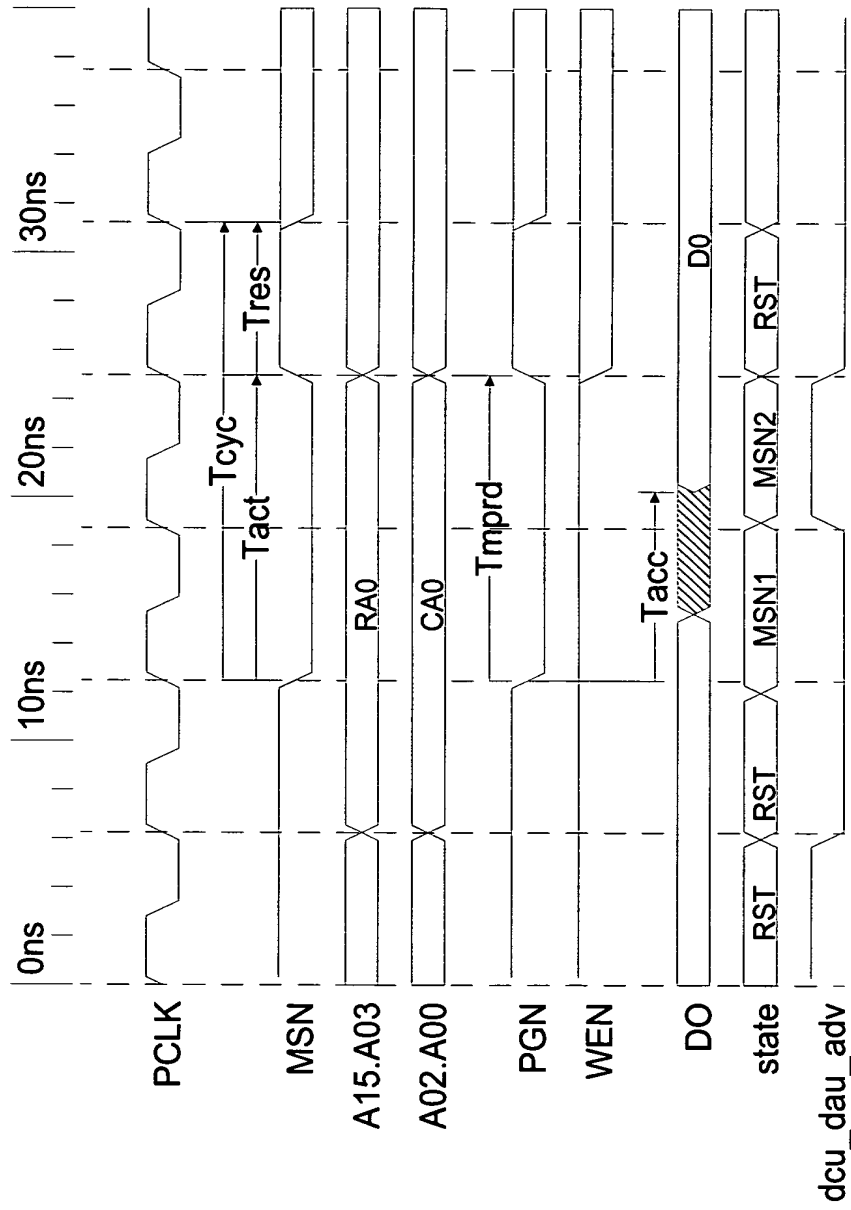 0ns 10ns 20ns 30ns
PCLK
Tcyc
Tact Tres
MSN
A15.A03 RA0
A02.A00 CA0
Tmprd
PGN
WEN
Tacc
DO D0
state RST RST MSN1 MSN2 RST
dcu_dau_adv